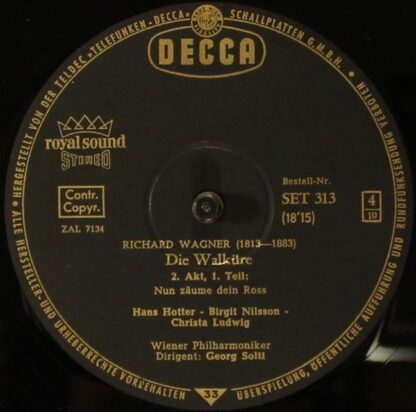 HERGESTELLT VON DER TELDEC »TELEFUNKEN-DECCA« SCHALLPLATTEN G.M.B.H.
DECCA
royal sound
STEREO
Contr.
Copyr.
ZAL 7134
Bestell-Nr.
SET 313
(18'15)
4
10
RICHARD WAGNER (1813—1883)
Die Walküre
2. Akt, 1. Teil:
Nun zäume dein Ross
Hans Hotter - Birgit Nilsson -
Christa Ludwig
Wiener Philharmoniker
Dirigent: Georg Solti
ALLE HERSTELLER- UND URHEBERRECHTE VORBEHALTEN
33
ÜBERSPIELUNG, ÖFFENTLICHE AUFFÜHRUNG UND RUNDFUNKSENDUNG VERBOTEN